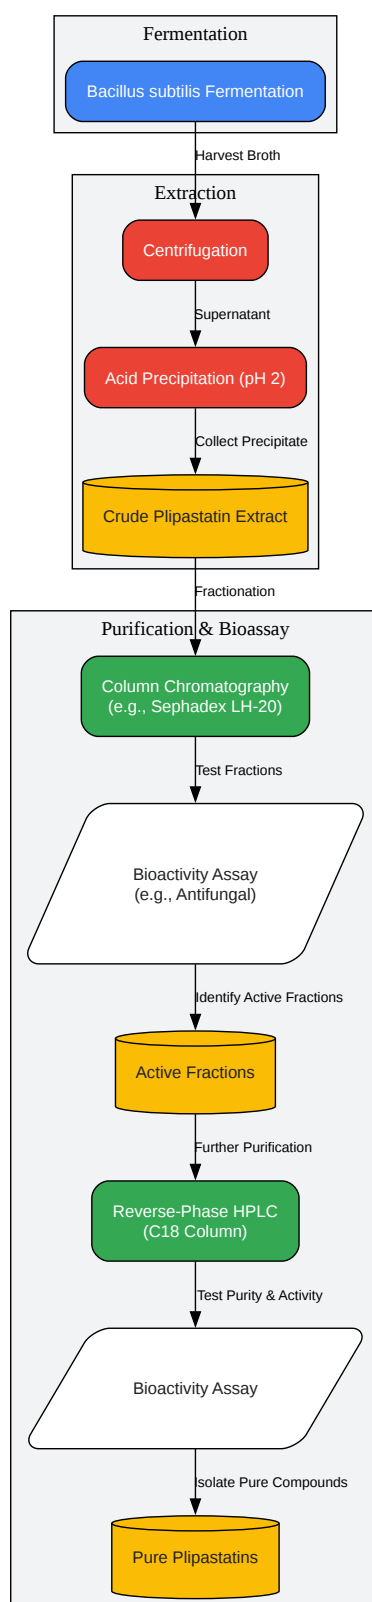 Fermentation
Bacillus subtilis Fermentation
Harvest Broth
Extraction
Centrifugation
Supernatant
Acid Precipitation (pH 2)
Collect Precipitate
Crude Plipastatin Extract
Fractionation
Purification & Bioassay
Column Chromatography
(e.g., Sephadex LH-20)
Test Fractions
Bioactivity Assay
(e.g., Antifungal)
Identify Active Fractions
Active Fractions
Further Purification
Reverse-Phase HPLC
(C18 Column)
Test Purity & Activity
Bioactivity Assay
Isolate Pure Compounds
Pure Plipastatins